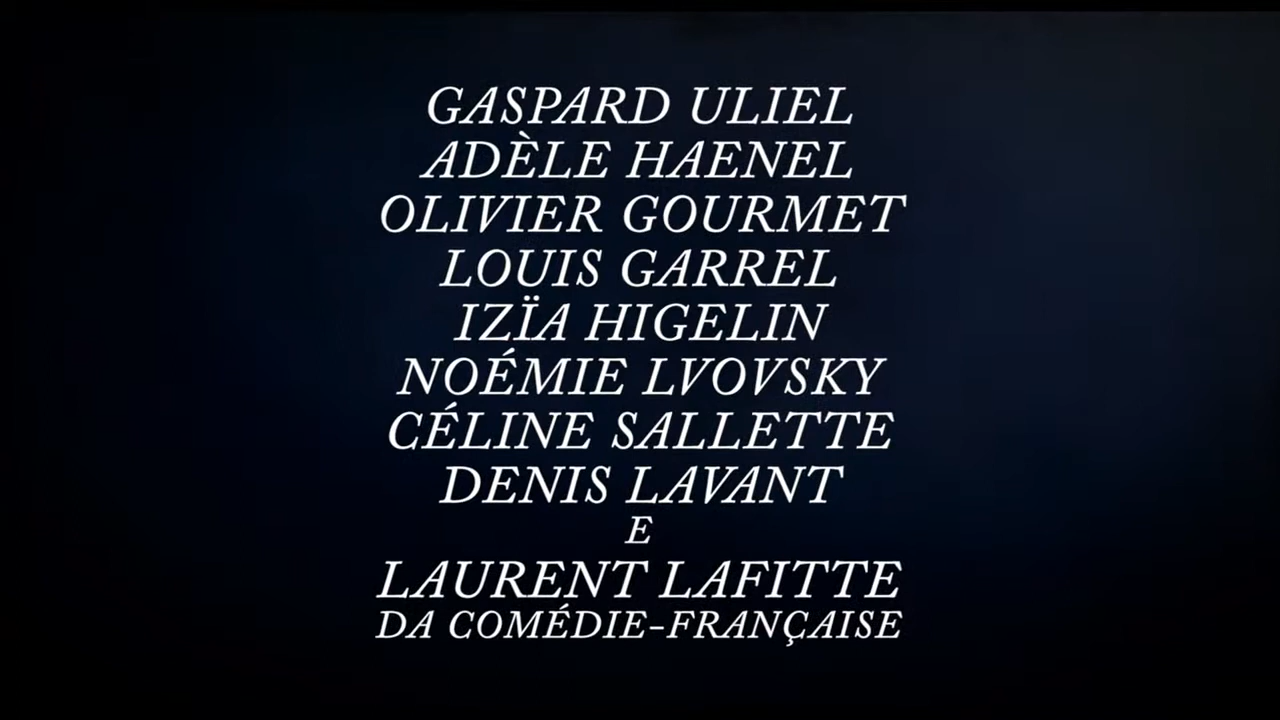 GASPARD ULIEL
ADÈLE HAENEL
OLIVIER GOURMET
LOUIS GARREL
IZÏA HIGELIN
NOÉMIE LVOVSKY
CÉLINE SALLETTE
DENIS LAVANT
E
LAURENT LAFITTE
DA COMÉDIE-FRANÇAISE